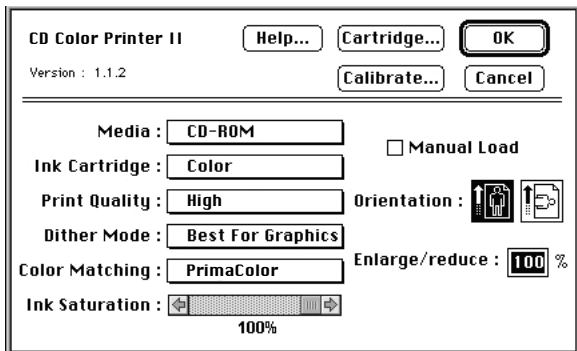 CD Color Printer II
Help...
Cartridge...
OK
Version : 1.1.2
Calibrate...
Cancel
Media : CD-ROM
Manual Load
Ink Cartridge : Color
Print Quality : High
Orientation :
Dither Mode : Best For Graphics
Color Matching : PrimaColor
Enlarge/reduce : 100 %
Ink Saturation :
100%